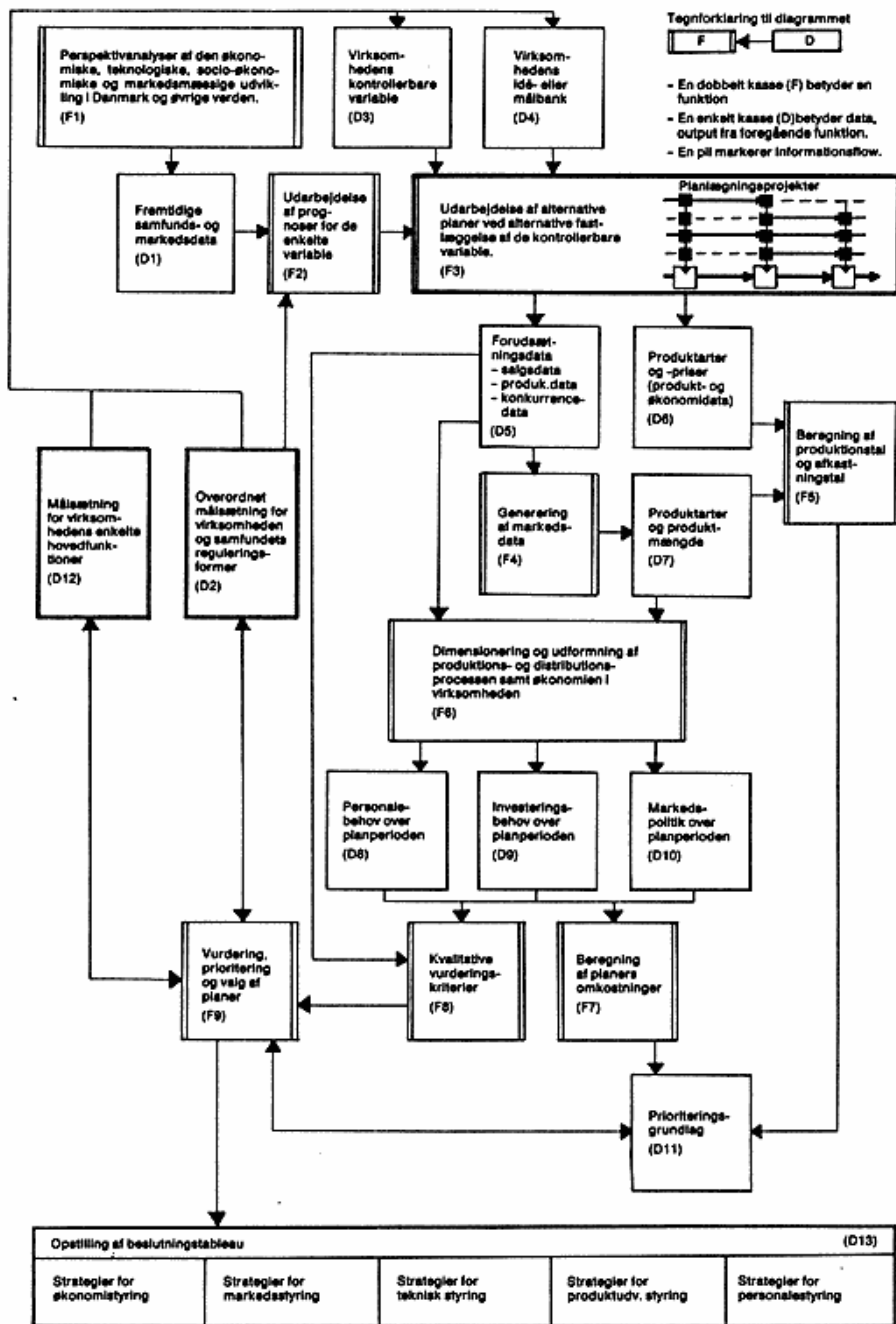 Tegnforklaring til diagrammet
F
D
– En dobbelt kasse (F) betyder en
funktion
– En enkelt kasse (D) betyder data,
output fra foregående funktion.
– En pil markerer informationsflow.
Perspektivanalyser af den økono-
miske, teknologiske, socio-økono-
miske og markedsmæssige udvik-
ling i Danmark og øvrige verden.
(F1)
Virksom-
hedens
kontrollerbare
variable
(D3)
Virksom-
hedens
idé- eller
målbank
(D4)
Fremtidige
samfunds- og
markedsdata
(D1)
Udarbejdelse
af prog-
noser for de
enkelte
variable
(F2)
Udarbejdelse af alternative
planer ved alternative fast-
læggelse af de kontrollerbare
variable.
(F3)
Planlægningsprojekter
Forudsæt-
ningsdata
– salgsdata
– produk.data
– konkurrence-
data
(D5)
Produktarter
og -priser
(produkt- og
økonomidata)
(D6)
Beregning af
produktionstal
og afkast-
ningstal
(F5)
Målsætning
for virksom-
hedens enkelte
hovedfunk-
tioner
(D12)
Overordnet
målsætning for
virksomheden
og samfundets
regulerings-
former
(D2)
Generering
af markeds-
data
(F4)
Produktarter
og produkt-
mængde
(D7)
Dimensionering og udformning af
produktions- og distributions-
processen samt økonomien i
virksomheden
(F6)
Personale-
behov over
planperioden
(D8)
Investerings-
behov over
planperioden
(D9)
Markeds-
politik over
planperioden
(D10)
Vurdering,
prioritering
og valg af
planer
(F9)
Kvalitative
vurderings-
kriterier
(F8)
Beregning
af planers
omkostninger
(F7)
Prioriterings-
grundlag
(D11)
Opstilling af beslutningstableau
(D13)
Strategier for
økonomistyring
Strategier for
markedsstyring
Strategier for
teknisk styring
Strategier for
produktudv. styring
Strategier for
personalestyring